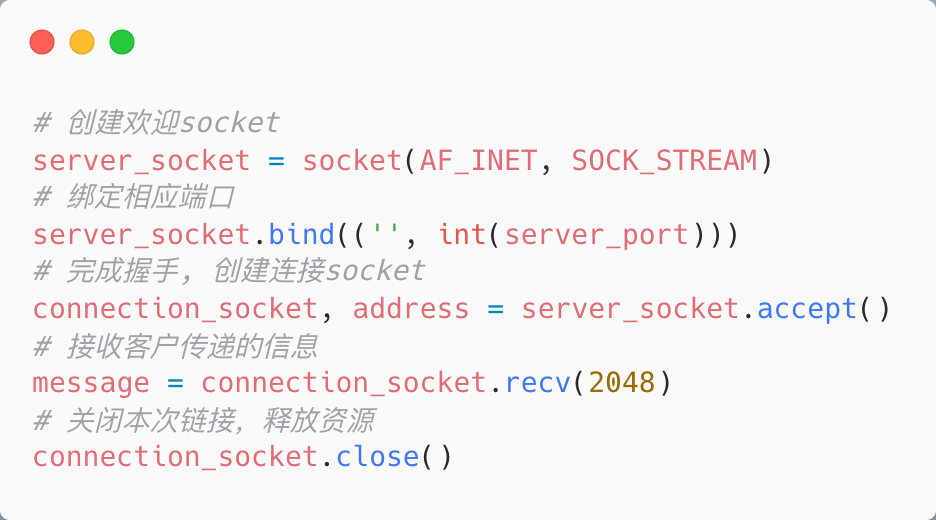 # 创建欢迎socket
server_socket = socket(AF_INET, SOCK_STREAM)
# 绑定相应端口
server_socket.bind(('', int(server_port)))
# 完成握手, 创建连接socket
connection_socket, address = server_socket.accept()
# 接收客户传递的信息
message = connection_socket.recv(2048)
# 关闭本次链接, 释放资源
connection_socket.close()